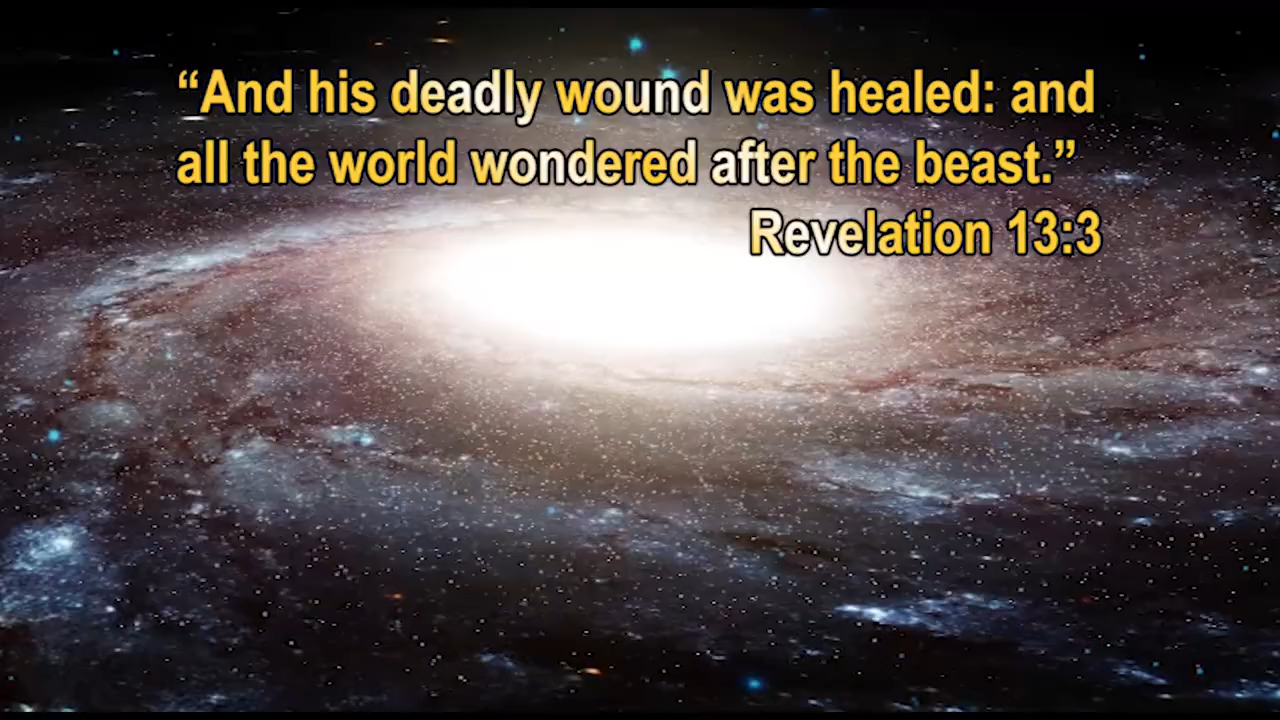 “And his deadly wound was healed: and
all the world wondered after the beast.”
Revelation 13:3